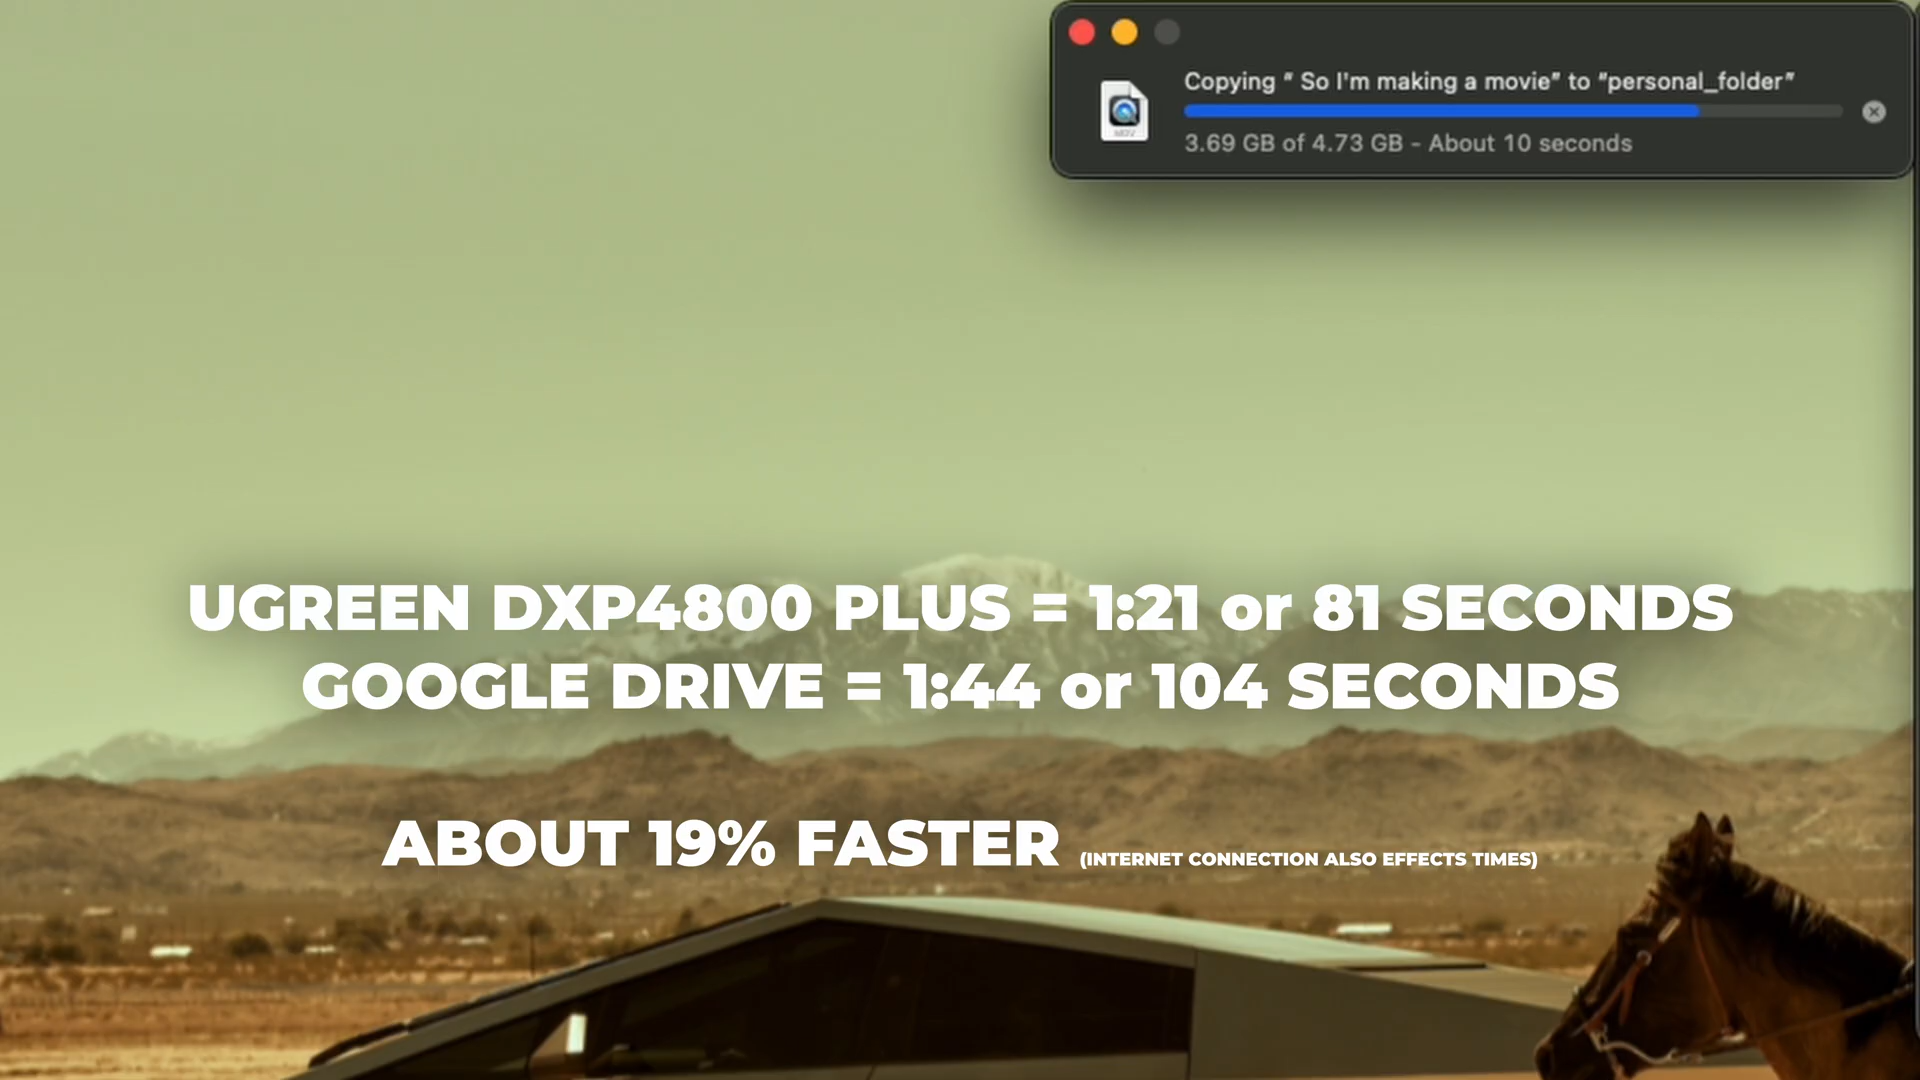 Copying “ So I'm making a movie” to “personal_folder”
MOV
3.69 GB of 4.73 GB - About 10 seconds
UGREEN DXP4800 PLUS = 1:21 or 81 SECONDS
GOOGLE DRIVE = 1:44 or 104 SECONDS
ABOUT 19% FASTER (INTERNET CONNECTION ALSO EFFECTS TIMES)